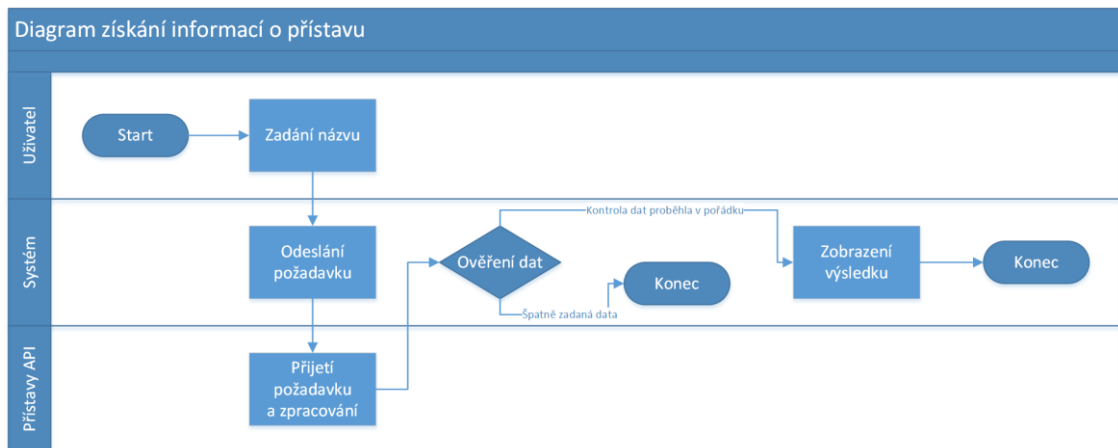 Diagram získání informací o přístavu
Uživatel
Start
Zadání názvu
Systém
Odeslání
požadavku
Ověření dat
Kontrola dat proběhla v pořádku
Špatně zadaná data
Konec
Zobrazení
výsledku
Konec
Přístavy API
Přijetí
požadavku
a zpracování